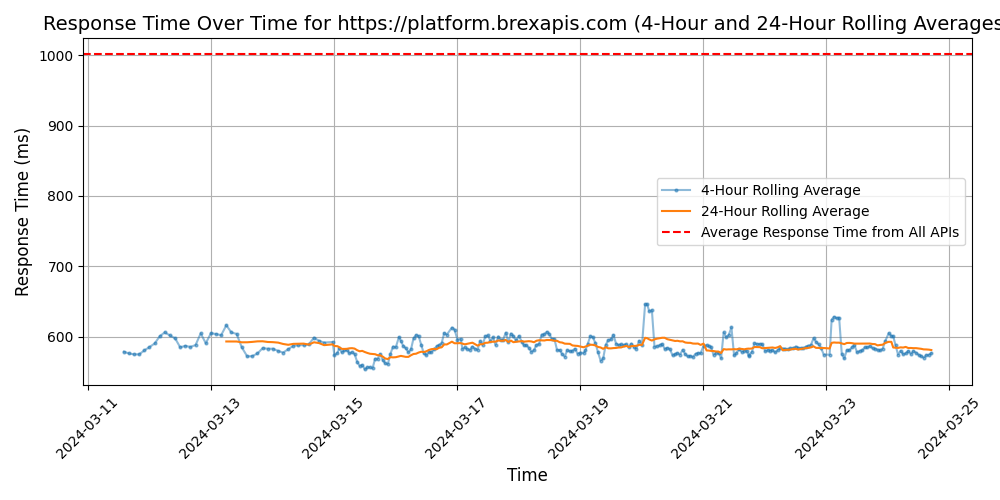 Response Time Over Time for https://platform.brexapis.com (4-Hour and 24-Hour Rolling Averages
1000
900
800
700
600
Response Time (ms)
4-Hour Rolling Average
24-Hour Rolling Average
Average Response Time from All APIs
2024-03-11
2024-03-13
2024-03-15
2024-03-17
2024-03-19
2024-03-21
2024-03-23
2024-03-25
Time